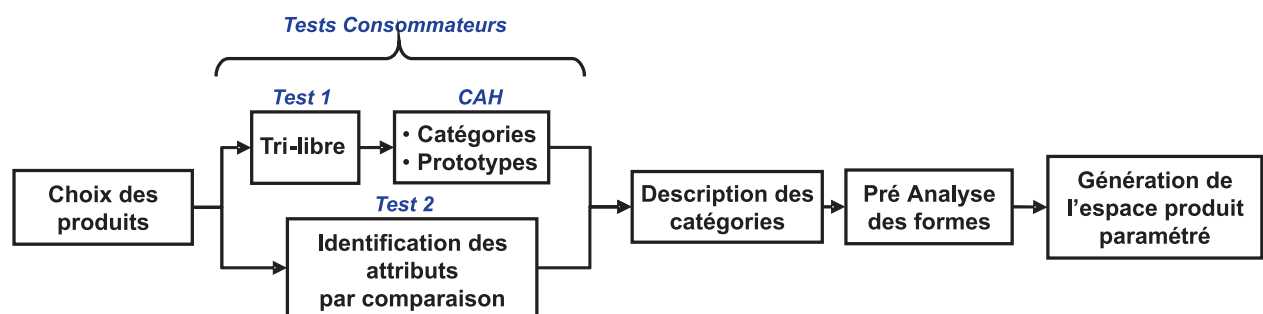 Tests Consommateurs
Test 1
CAH
Tri-libre
• Catégories
• Prototypes
Choix des
produits
Test 2
Identification des
attributs
par comparaison
Description des
catégories
Pré Analyse
des formes
Génération de
l'espace produit
paramétré